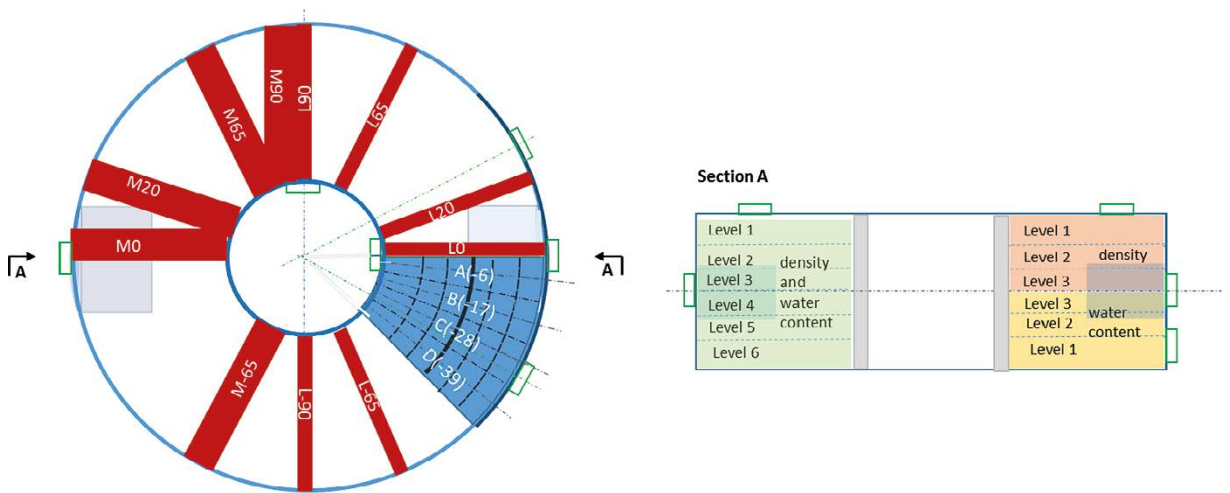 M90
L90
M65
L65
M20
L20
M0
L0
A
A
A(-6)
B(-17)
C(-28)
D(-39)
M-65
L-90
L-65
Section A
Level 1
Level 2
Level 3
Level 4
Level 5
Level 6
density
and
water
content
Level 1
Level 2
Level 3
density
Level 3
Level 2
Level 1
water
content